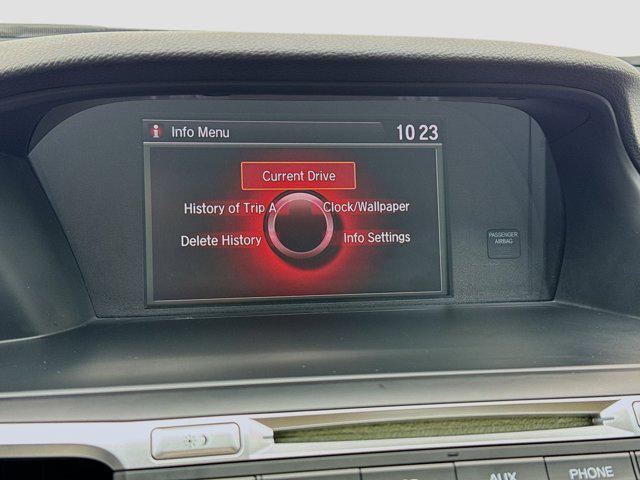 Info Menu 10 23
Current Drive
History of Trip A Clock/Wallpaper
Delete History Info Settings
PASSENGER
AIRBAG
AUX PHONE